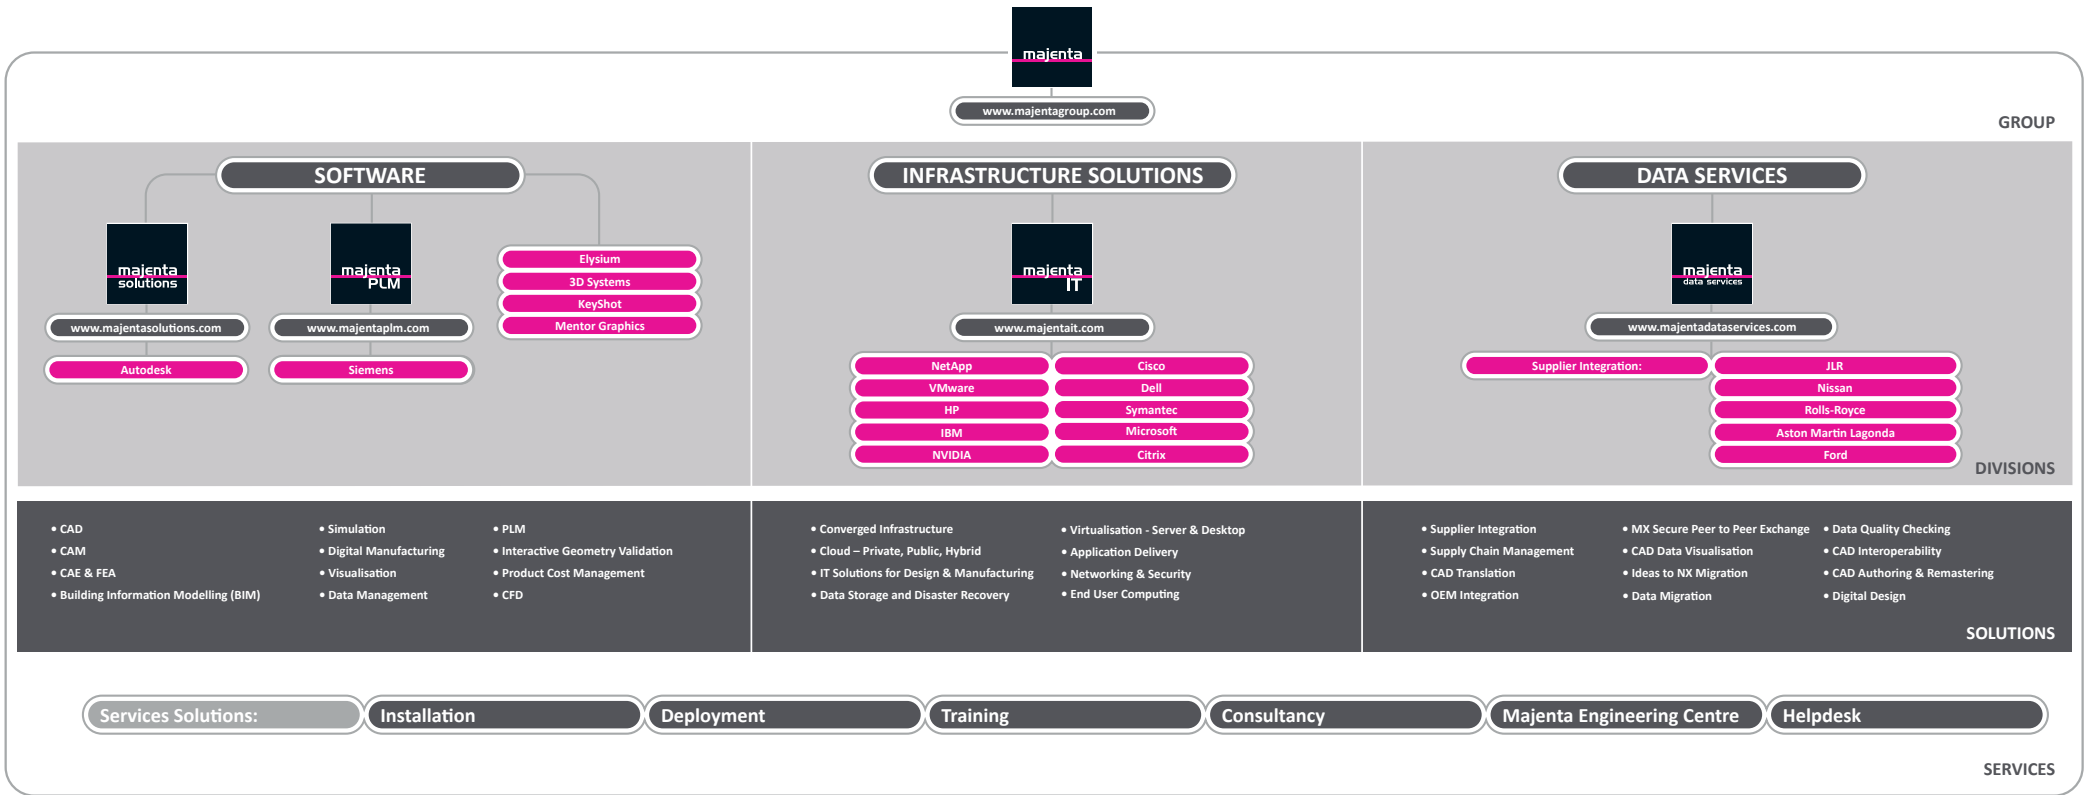 majenta
www.majentagroup.com
GROUP
SOFTWARE
majenta
solutions
www.majentasolutions.com
Autodesk
majenta
PLM
www.majentaplm.com
Siemens
Elysium
3D Systems
KeyShot
Mentor Graphics
INFRASTRUCTURE SOLUTIONS
majenta
IT
www.majentait.com
NetApp
VMware
HP
IBM
NVIDIA
Cisco
Dell
Symantec
Microsoft
Citrix
DATA SERVICES
majenta
data services
www.majentadataservices.com
Supplier Integration:
JLR
Nissan
Rolls-Royce
Aston Martin Lagonda
Ford
DIVISIONS
• CAD
• CAM
• CAE & FEA
• Building Information Modelling (BIM)
• Simulation
• Digital Manufacturing
• Visualisation
• Data Management
• PLM
• Interactive Geometry Validation
• Product Cost Management
• CFD
• Converged Infrastructure
• Cloud – Private, Public, Hybrid
• IT Solutions for Design & Manufacturing
• Data Storage and Disaster Recovery
• Virtualisation - Server & Desktop
• Application Delivery
• Networking & Security
• End User Computing
• Supplier Integration
• Supply Chain Management
• CAD Translation
• OEM Integration
• MX Secure Peer to Peer Exchange
• CAD Data Visualisation
• Ideas to NX Migration
• Data Migration
• Data Quality Checking
• CAD Interoperability
• CAD Authoring & Remastering
• Digital Design
SOLUTIONS
Services Solutions:
Installation
Deployment
Training
Consultancy
Majenta Engineering Centre
Helpdesk
SERVICES